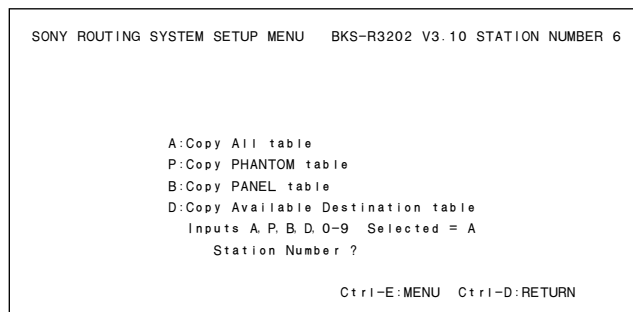 SONY ROUTING SYSTEM SETUP MENU BKS-R3202 V3.10 STATION NUMBER 6
A:Copy All table
P:Copy PHANTOM table
B:Copy PANEL table
D:Copy Available Destination table
Inputs A,P,B,D,0-9 Selected = A
Station Number ?
Ctrl-E:MENU Ctrl-D:RETURN